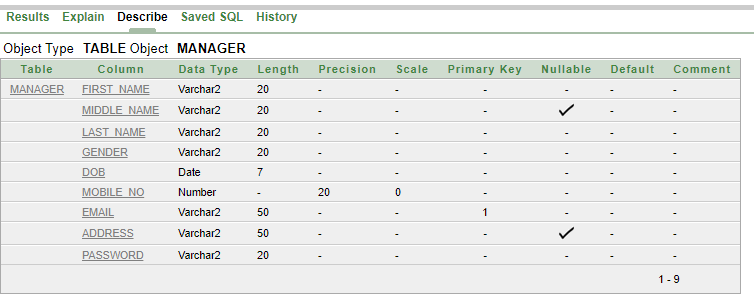 Results Explain Describe Saved SQL History
Object Type TABLE Object MANAGER
Table Column Data Type Length Precision Scale Primary Key Nullable Default Comment
MANAGER FIRST_NAME Varchar2 20 - - - - - -
MIDDLE_NAME Varchar2 20 - - - ✓ - -
LAST_NAME Varchar2 20 - - - - - -
GENDER Varchar2 20 - - - - - -
DOB Date 7 - - - - - -
MOBILE_NO Number - 20 0 - - - -
EMAIL Varchar2 50 - - 1 - - -
ADDRESS Varchar2 50 - - - ✓ - -
PASSWORD Varchar2 20 - - - - - -
1 - 9